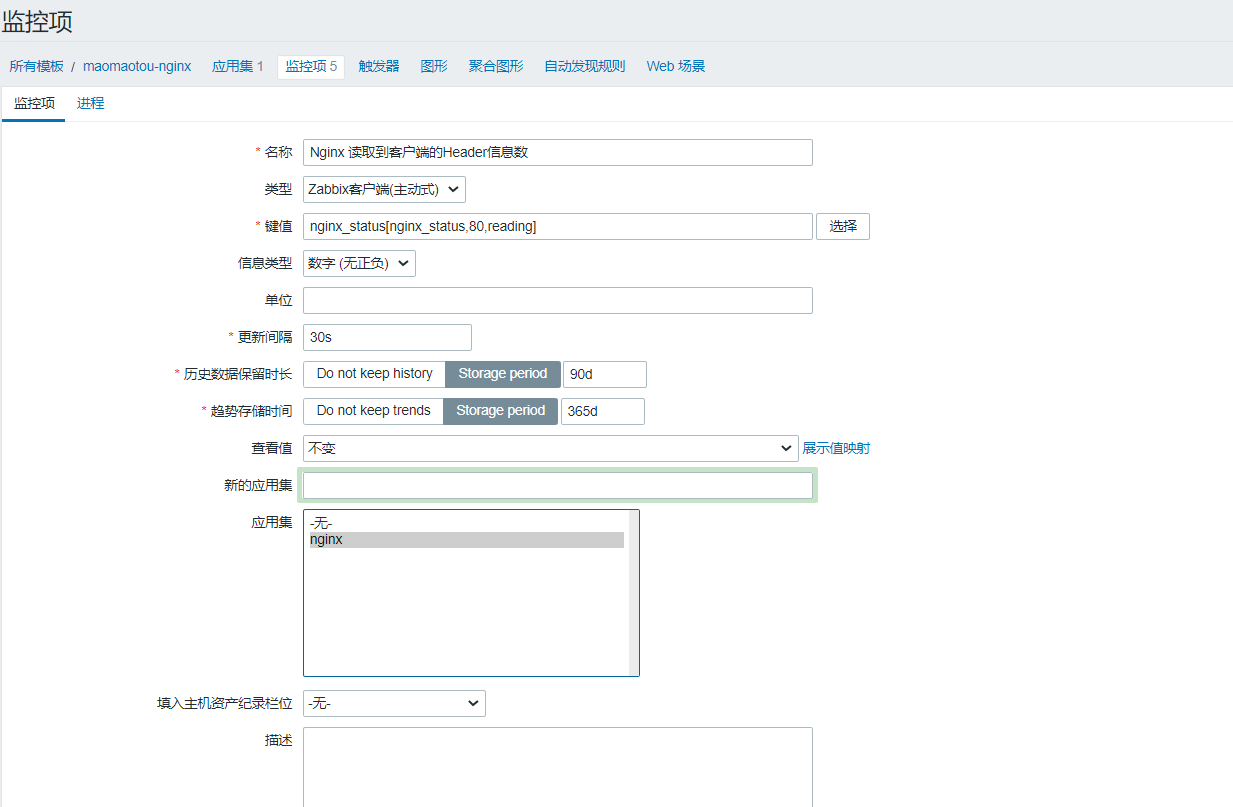 监控项
所有模板 / maomaotou-nginx 应用集 1 监控项 5 触发器 图形 聚合图形 自动发现规则 Web 场景
监控项 进程
* 名称 Nginx 读取到客户端的Header信息数
类型 Zabbix客户端(主动式)
* 键值 nginx_status[nginx_status,80,reading] 选择
信息类型 数字 (无正负)
单位
* 更新间隔 30s
* 历史数据保留时长 Do not keep history Storage period 90d
* 趋势存储时间 Do not keep trends Storage period 365d
查看值 不变 展示值映射
新的应用集
应用集 -无-
nginx
填入主机资产纪录栏位 -无-
描述